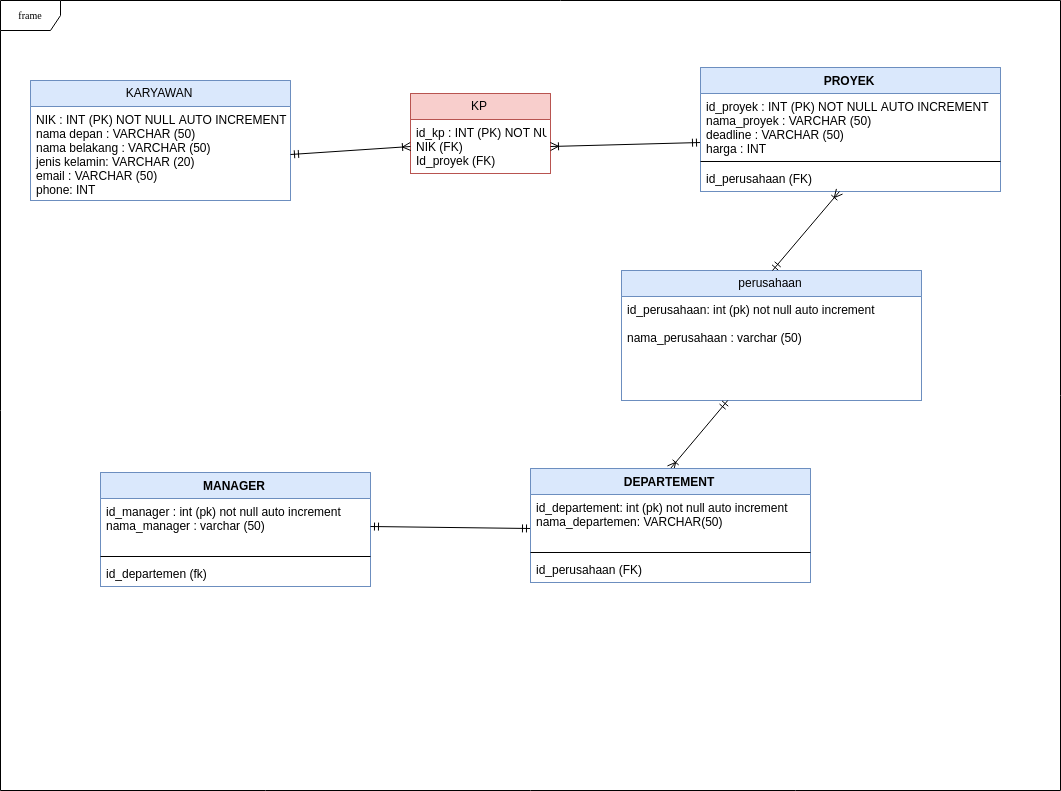 frame
KARYAWAN
NIK : INT (PK) NOT NULL AUTO INCREMENT
nama depan : VARCHAR (50)
nama belakang : VARCHAR (50)
jenis kelamin: VARCHAR (20)
email : VARCHAR (50)
phone: INT
KP
id_kp : INT (PK) NOT NU
NIK (FK)
Id_proyek (FK)
PROYEK
id_proyek : INT (PK) NOT NULL AUTO INCREMENT
nama_proyek : VARCHAR (50)
deadline : VARCHAR (50)
harga : INT
id_perusahaan (FK)
perusahaan
id_perusahaan: int (pk) not null auto increment
nama_perusahaan : varchar (50)
MANAGER
id_manager : int (pk) not null auto increment
nama_manager : varchar (50)
id_departemen (fk)
DEPARTEMENT
id_departement: int (pk) not null auto increment
nama_departemen: VARCHAR(50)
id_perusahaan (FK)